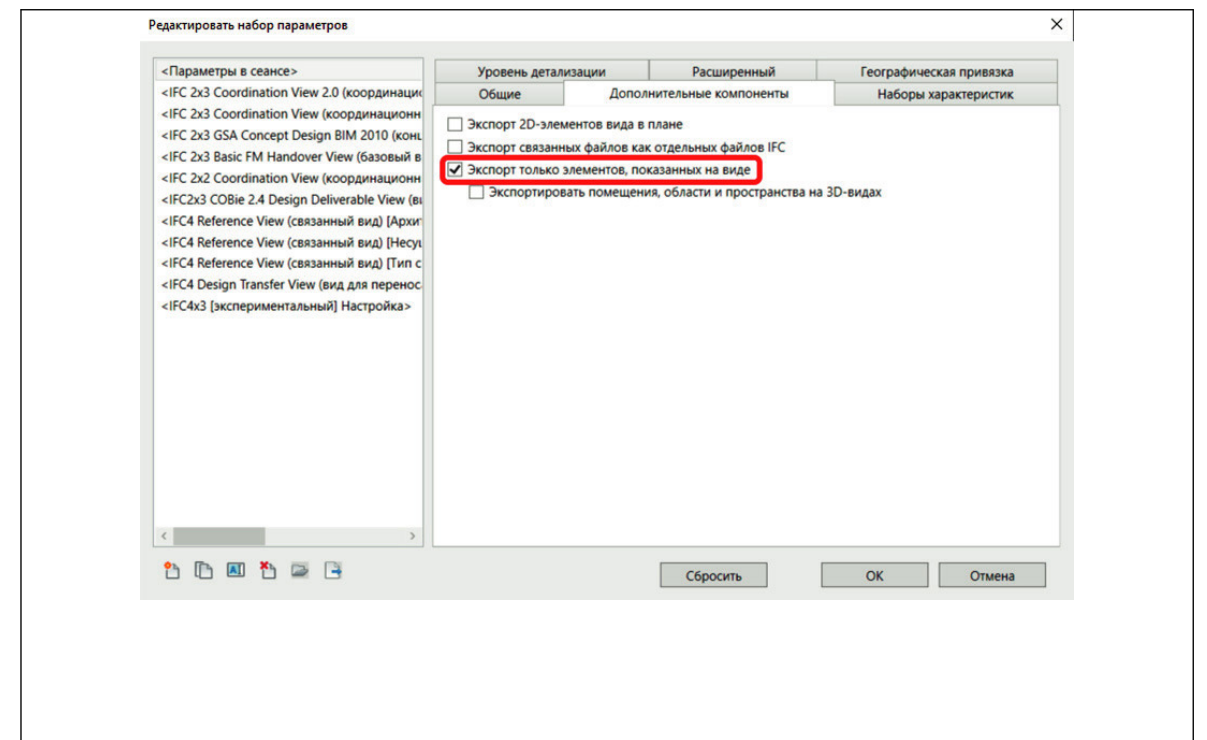 Редактировать набор параметров
<Параметры в сеансе>
<IFC 2x3 Coordination View 2.0 (координацис
<IFC 2x3 Coordination View (координационн
<IFC 2x3 GSA Concept Design BIM 2010 (конц
<IFC 2x3 Basic FM Handover View (базовый в
<IFC 2x2 Coordination View (координационн
<IFC2x3 COBie 2.4 Design Deliverable View (ви
<IFC4 Reference View (связанный вид) [Архит
<IFC4 Reference View (связанный вид) [Несущ
<IFC4 Reference View (связанный вид) [Тип с
<IFC4 Design Transfer View (вид для перенос
<IFC4x3 [экспериментальный] Настройка>
Уровень детализации Расширенный Географическая привязка
Общие Дополнительные компоненты Наборы характеристик
Экспорт 2D-элементов вида в плане
Экспорт связанных файлов как отдельных файлов IFC
Экспорт только элементов, показанных на виде
Экспортировать помещения, области и пространства на 3D-видах
Сбросить ОК Отмена